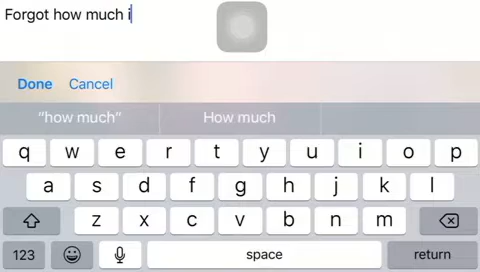 Forgot how much i
Done Cancel
“how much” How much
q w e r t y u i o p
a s d f g h j k l
z x c v b n m
123 space return